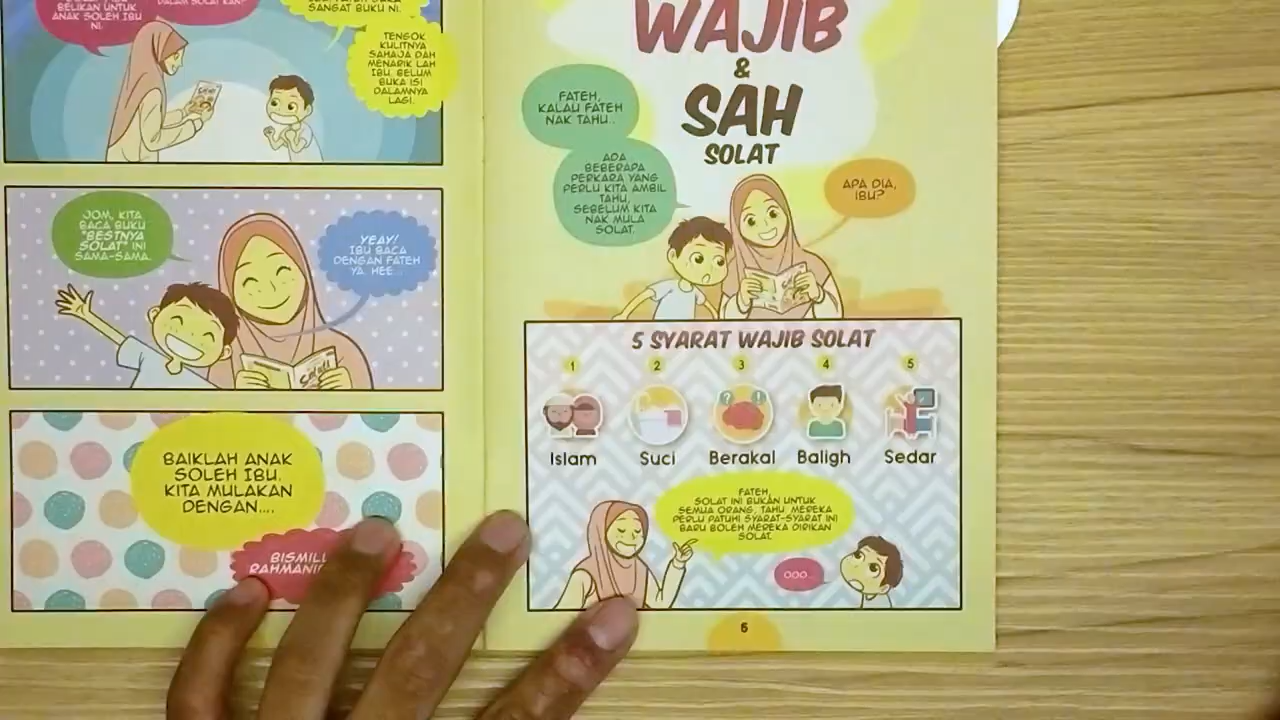 BELIKAN UNTUK
ANAK SOLEH IBU
NI.
DALAM SOLAT KAN?
SANGAT BUKU NI.
TENGOK
KULITNYA
SAHAJA DAH
MENARIK LAH
IBU, BELUM
BUKA ISI
DALAMNYA
LAGI.
JOM, KITA
BACA BUKU
"BESTNYA
SOLAT" INI
SAMA-SAMA.
YEAY!
IBU BACA
DENGAN FATEH
YA. HEE...
BAIKLAH ANAK
SOLEH IBU.
KITA MULAKAN
DENGAN....
WAJIB
&
SAH
SOLAT
FATEH,
KALAU FATEH
NAK TAHU..
ADA
BEBERAPA
PERKARA YANG
PERLU KITA AMBIL
TAHU,
SEBELUM KITA
NAK MULA
SOLAT.
APA DIA,
IBU?
5 SYARAT WAJIB SOLAT
1 2 3 4 5
Islam Suci Berakal Baligh Sedar
FATEH,
SOLAT INI BUKAN UNTUK
SEMUA ORANG, TAHU. MEREKA
PERLU PATUHI SYARAT-SYARAT INI
BARU BOLEH MEREKA DIRIKAN
SOLAT.
OOO...
6